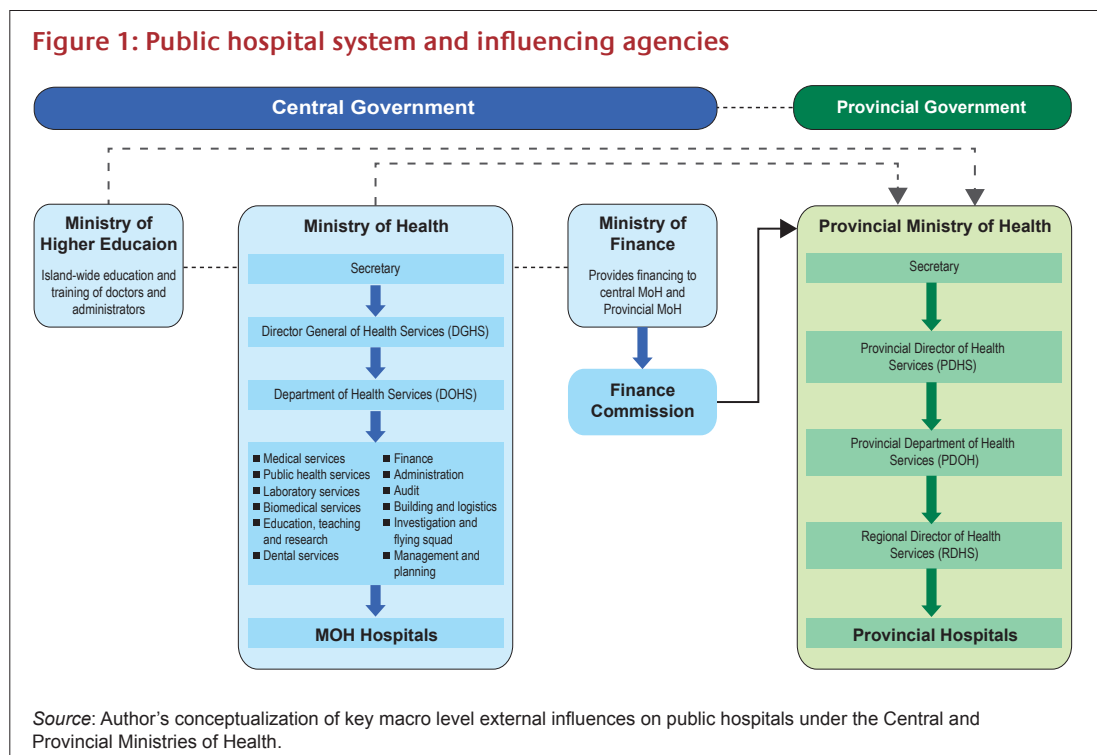 Figure 1: Public hospital system and influencing agencies
Central Government
Provincial Government
Ministry of
Higher Educaion
Island-wide education and
training of doctors and
administrators
Ministry of Health
Secretary
Director General of Health Services (DGHS)
Department of Health Services (DOHS)
■ Medical services
■ Public health services
■ Laboratory services
■ Biomedical services
■ Education, teaching
and research
■ Dental services
■ Finance
■ Administration
■ Audit
■ Building and logistics
■ Investigation and
flying squad
■ Management and
planning
MOH Hospitals
Ministry of
Finance
Provides financing to
central MoH and
Provincial MoH
Finance
Commission
Provincial Ministry of Health
Secretary
Provincial Director of Health
Services (PDHS)
Provincial Department of Health
Services (PDOH)
Regional Director of Health
Services (RDHS)
Provincial Hospitals
Source: Author's conceptualization of key macro level external influences on public hospitals under the Central and
Provincial Ministries of Health.